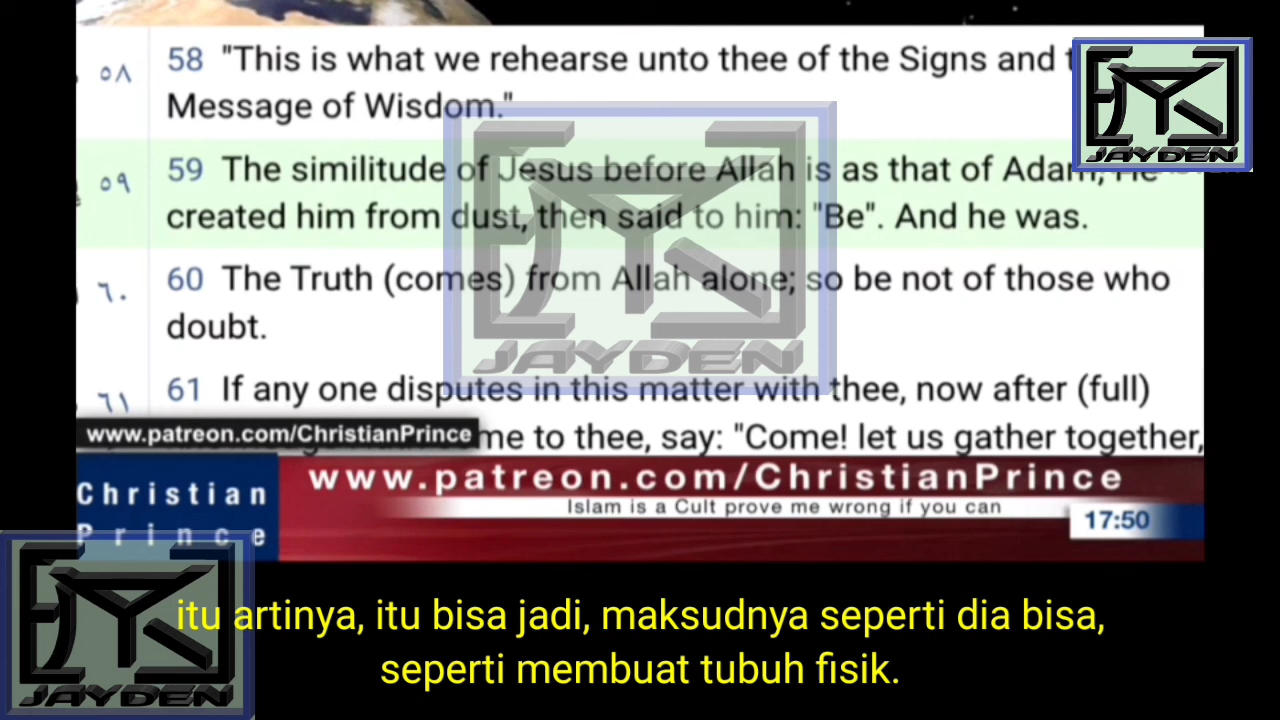 ٥٨ 58 "This is what we rehearse unto thee of the Signs and
Message of Wisdom."
٥٩ 59 The similitude of Jesus before Allah is as that of Adam; He
created him from dust, then said to him: "Be". And he was.
٦٠ 60 The Truth (comes) from Allah alone; so be not of those who
doubt.
٦١ 61 If any one disputes in this matter with thee, now after (full)
me to thee, say: "Come! let us gather together,
www.patreon.com/ChristianPrince
www.patreon.com/ChristianPrince
Islam is a Cult prove me wrong if you can
17:50
Christian
Prince
JAYDEN
JAYDEN
JAYDEN
itu artinya, itu bisa jadi, maksudnya seperti dia bisa,
seperti membuat tubuh fisik.